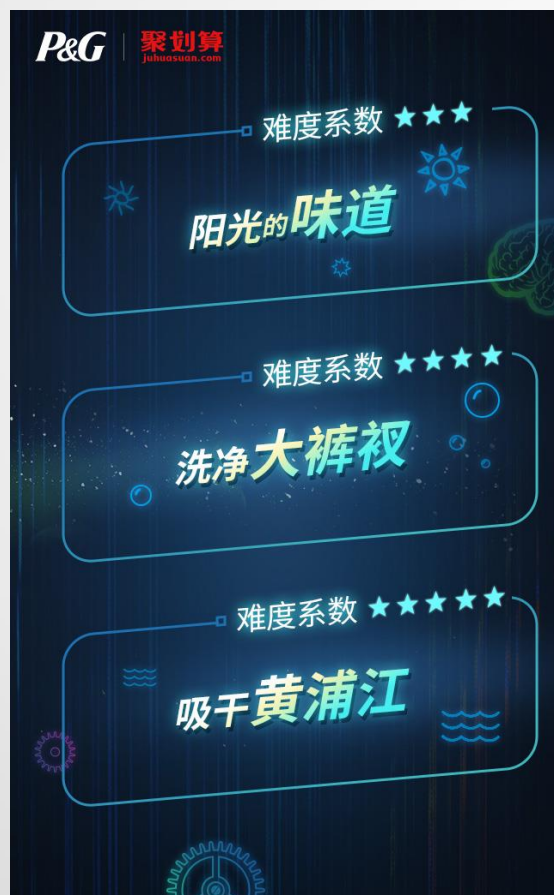 P&G
聚划算
juhuasuan.com
难度系数 ★★★
阳光的味道
难度系数 ★★★★
洗净大裤衩
难度系数 ★★★★★
吸干黄浦江